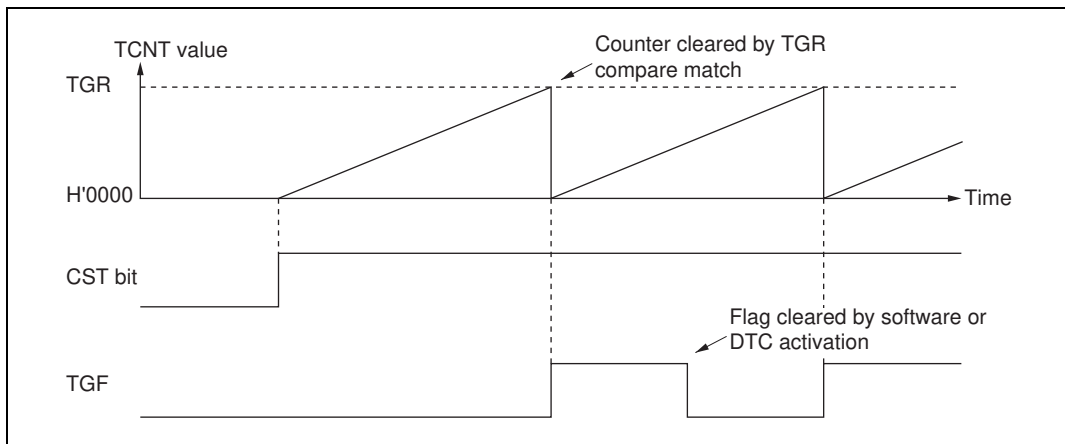 TCNT value
Counter cleared by TGR
compare match
TGR
H'0000
Time
CST bit
Flag cleared by software or
DTC activation
TGF